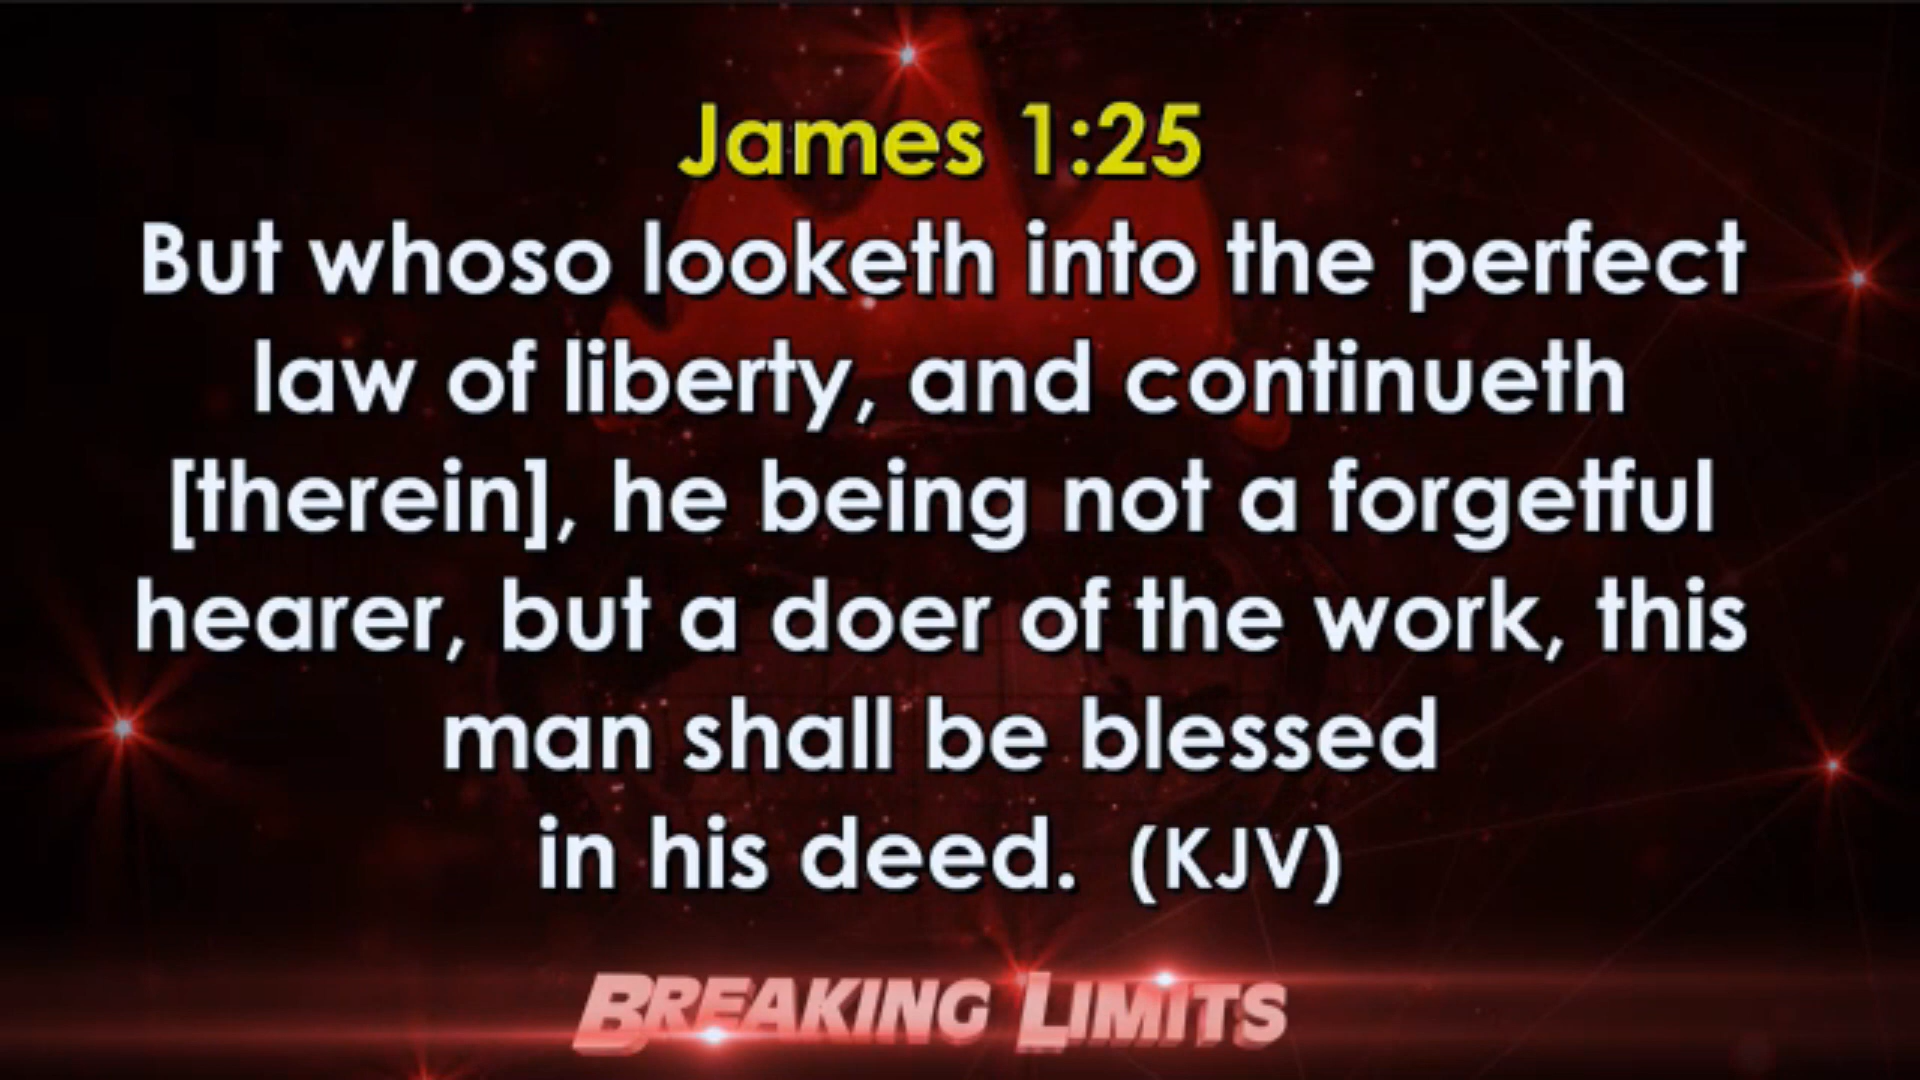 James 1:25
But whoso looketh into the perfect
law of liberty, and continueth
[therein], he being not a forgetful
hearer, but a doer of the work, this
man shall be blessed
in his deed.  (KJV)
BREAKING LIMITS